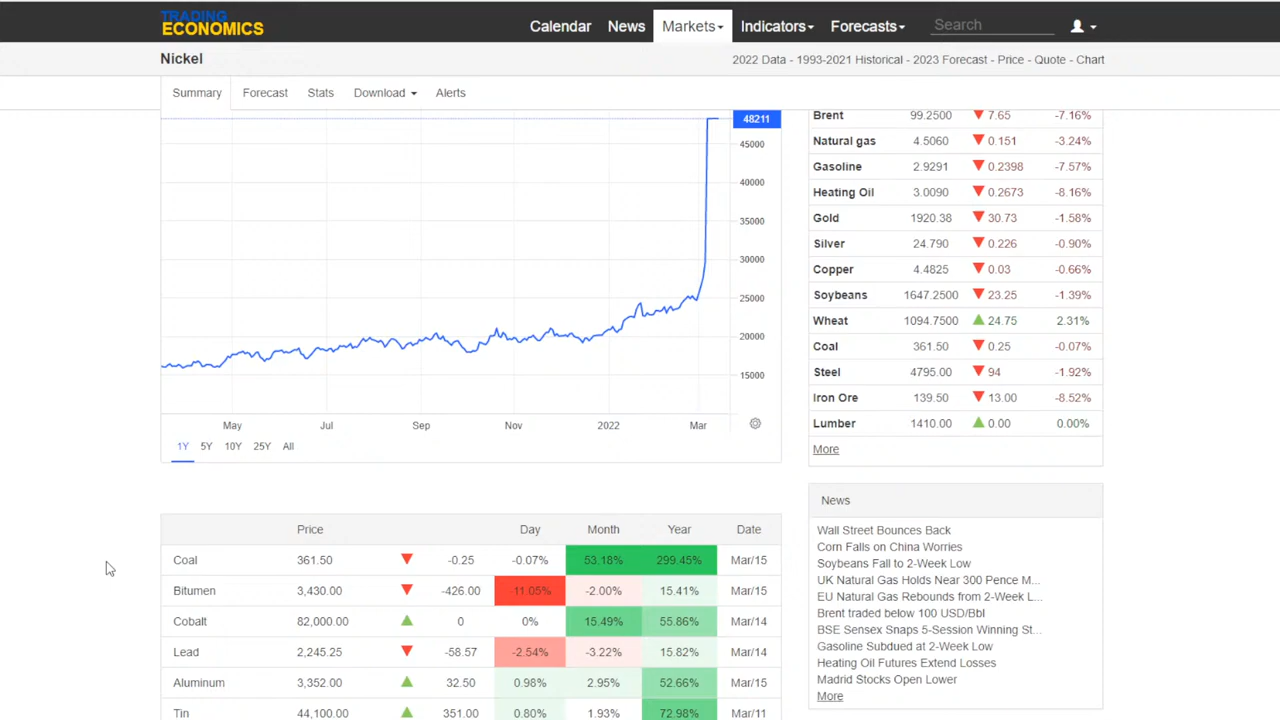 TRADING
ECONOMICS
Calendar News Markets Indicators Forecasts Search
Nickel
2022 Data - 1993-2021 Historical - 2023 Forecast - Price - Quote - Chart
Summary Forecast Stats Download Alerts
48211
45000
40000
35000
30000
25000
20000
15000
May Jul Sep Nov 2022 Mar
1Y 5Y 10Y 25Y All
Brent 99.2500 7.65 -7.16%
Natural gas 4.5060 0.151 -3.24%
Gasoline 2.9291 0.2398 -7.57%
Heating Oil 3.0090 0.2673 -8.16%
Gold 1920.38 30.73 -1.58%
Silver 24.790 0.226 -0.90%
Copper 4.4825 0.03 -0.66%
Soybeans 1647.2500 23.25 -1.39%
Wheat 1094.7500 24.75 2.31%
Coal 361.50 0.25 -0.07%
Steel 4795.00 94 -1.92%
Iron Ore 139.50 13.00 -8.52%
Lumber 1410.00 0.00 0.00%
More
Price Day Month Year Date
Coal 361.50 -0.25 -0.07% 53.18% 299.45% Mar/15
Bitumen 3,430.00 -426.00 -11.05% -2.00% 15.41% Mar/15
Cobalt 82,000.00 0 0% 15.49% 55.86% Mar/15
Lead 2,245.25 -58.57 -2.54% -3.22% 15.82% Mar/14
Aluminum 3,352.00 32.50 0.98% 2.95% 52.66% Mar/15
Tin 44,100.00 351.00 0.80% 1.93% 72.98% Mar/11
News
Wall Street Bounces Back
Corn Falls on China Worries
Soybeans Fall to 2-Week Low
UK Natural Gas Holds Near 300 Pence M...
EU Natural Gas Rebounds from 2-Week L...
Brent traded below 100 USD/Bbl
BSE Sensex Snaps 5-Session Winning St...
Gasoline Subdued at 2-Week Low
Heating Oil Futures Extend Losses
Madrid Stocks Open Lower
More